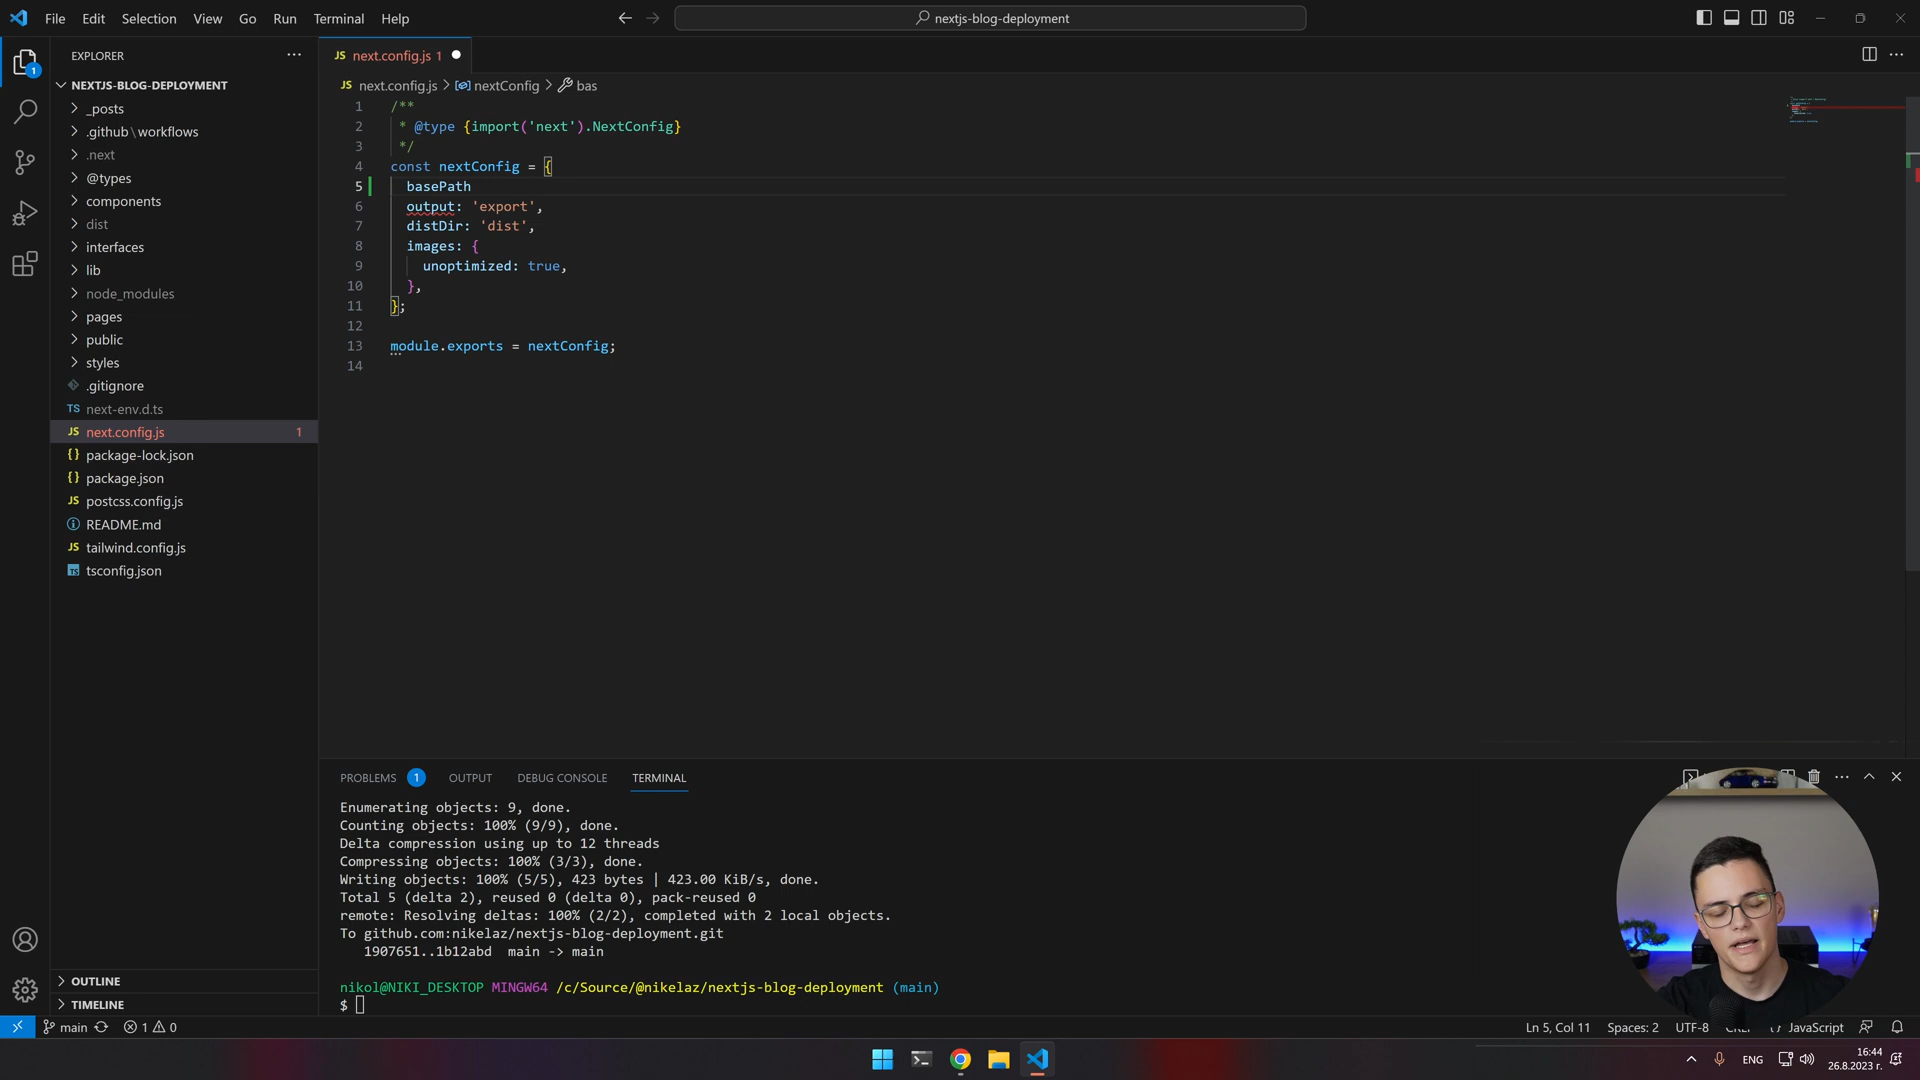 File Edit Selection View Go Run Terminal Help
nextjs-blog-deployment
EXPLORER
NEXTJS-BLOG-DEPLOYMENT
_posts
.github\workflows
.next
@types
components
dist
interfaces
lib
node_modules
pages
public
styles
.gitignore
TS next-env.d.ts
JS next.config.js 1
{} package-lock.json
{} package.json
JS postcss.config.js
README.md
JS tailwind.config.js
TS tsconfig.json
OUTLINE
TIMELINE
JS next.config.js 1
JS next.config.js > nextConfig > bas
1 /**
2 * @type {import('next').NextConfig}
3 */
4 const nextConfig = {
5 basePath
6 output: 'export',
7 distDir: 'dist',
8 images: {
9 unoptimized: true,
10 },
11 };
12
13 module.exports = nextConfig;
14
PROBLEMS 1 OUTPUT DEBUG CONSOLE TERMINAL
Enumerating objects: 9, done.
Counting objects: 100% (9/9), done.
Delta compression using up to 12 threads
Compressing objects: 100% (3/3), done.
Writing objects: 100% (5/5), 423 bytes | 423.00 KiB/s, done.
Total 5 (delta 2), reused 0 (delta 0), pack-reused 0
remote: Resolving deltas: 100% (2/2), completed with 2 local objects.
To github.com:nikelaz/nextjs-blog-deployment.git
1907651..1b12abd main -> main
nikol@NIKI_DESKTOP MINGW64 /c/Source/@nikelaz/nextjs-blog-deployment (main)
$
main 1 0 Ln 5, Col 11 Spaces: 2 UTF-8 JavaScript
ENG 16:44
26.8.2023 г.